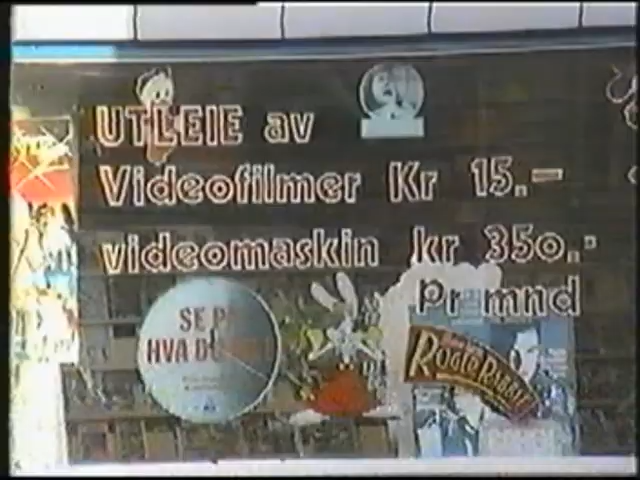 UTLEIE av
Videofilmer Kr 15.-
videomaskin kr 350.-
Pr mnd
SE PÅ
HVA DU
ROGER RABBIT